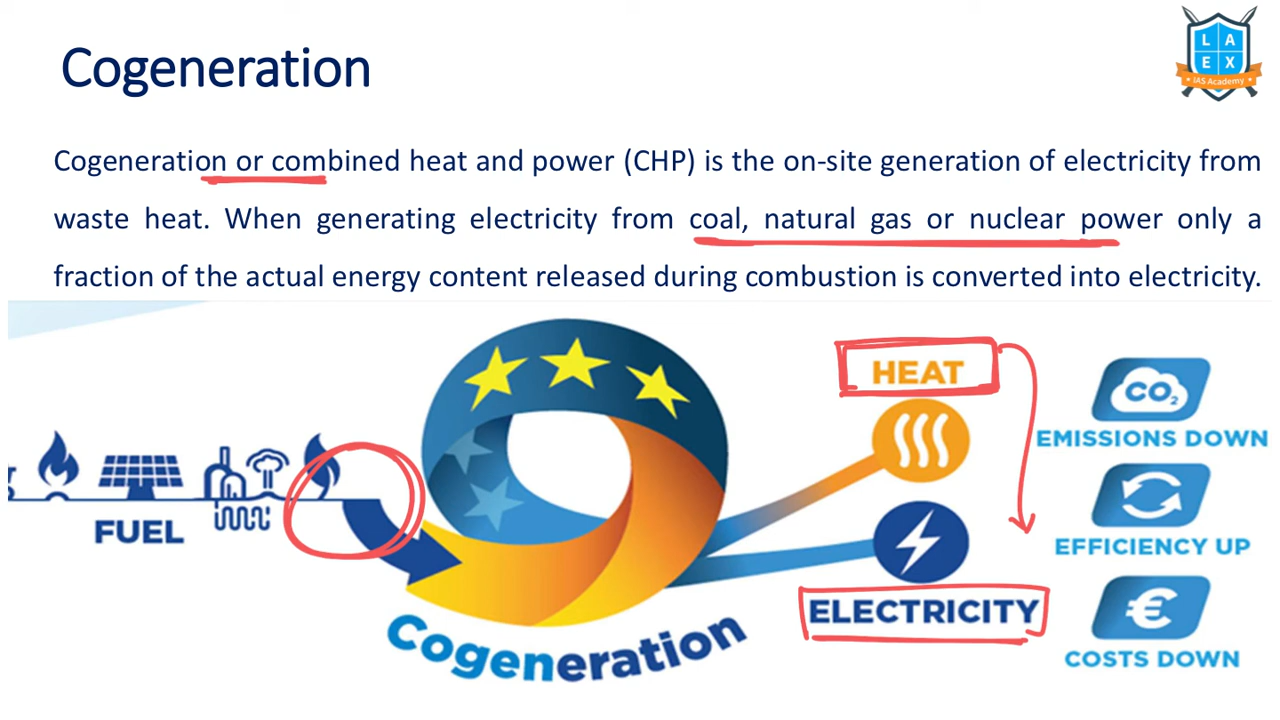 Cogeneration
L A
E X
IAS Academy
Cogeneration or combined heat and power (CHP) is the on-site generation of electricity from
waste heat. When generating electricity from coal, natural gas or nuclear power only a
fraction of the actual energy content released during combustion is converted into electricity.
FUEL
Cogeneration
HEAT
ELECTRICITY
CO₂
EMISSIONS DOWN
EFFICIENCY UP
€
COSTS DOWN